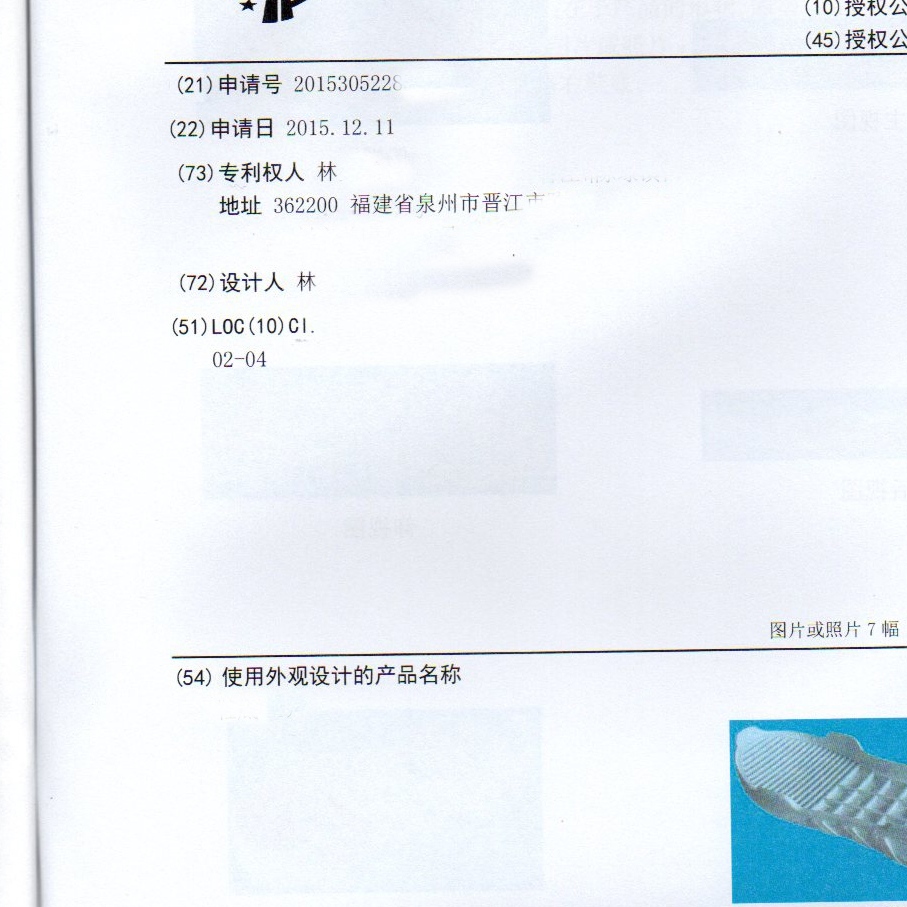 (10)授权公
(45)授权公
(21)申请号 2015305228
(22)申请日 2015.12.11
(73)专利权人 林
地址 362200 福建省泉州市晋江市
(72)设计人 林
(51)LOC(10)Cl.
02-04
图片或照片 7 幅
(54) 使用外观设计的产品名称